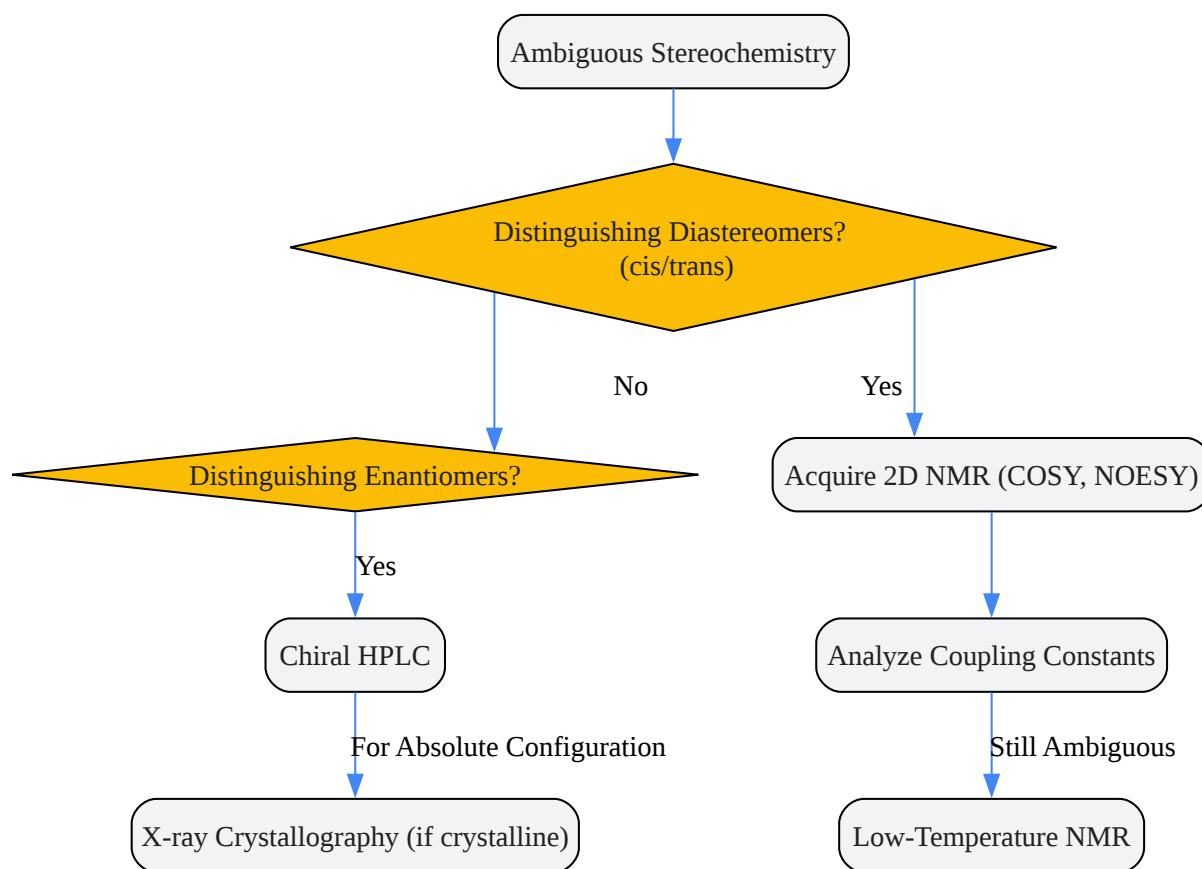 Ambiguous Stereochemistry
Distinguishing Diastereomers?
(cis/trans)
No
Yes
Distinguishing Enantiomers?
Acquire 2D NMR (COSY, NOESY)
Yes
Chiral HPLC
Analyze Coupling Constants
For Absolute Configuration
Still Ambiguous
X-ray Crystallography (if crystalline)
Low-Temperature NMR